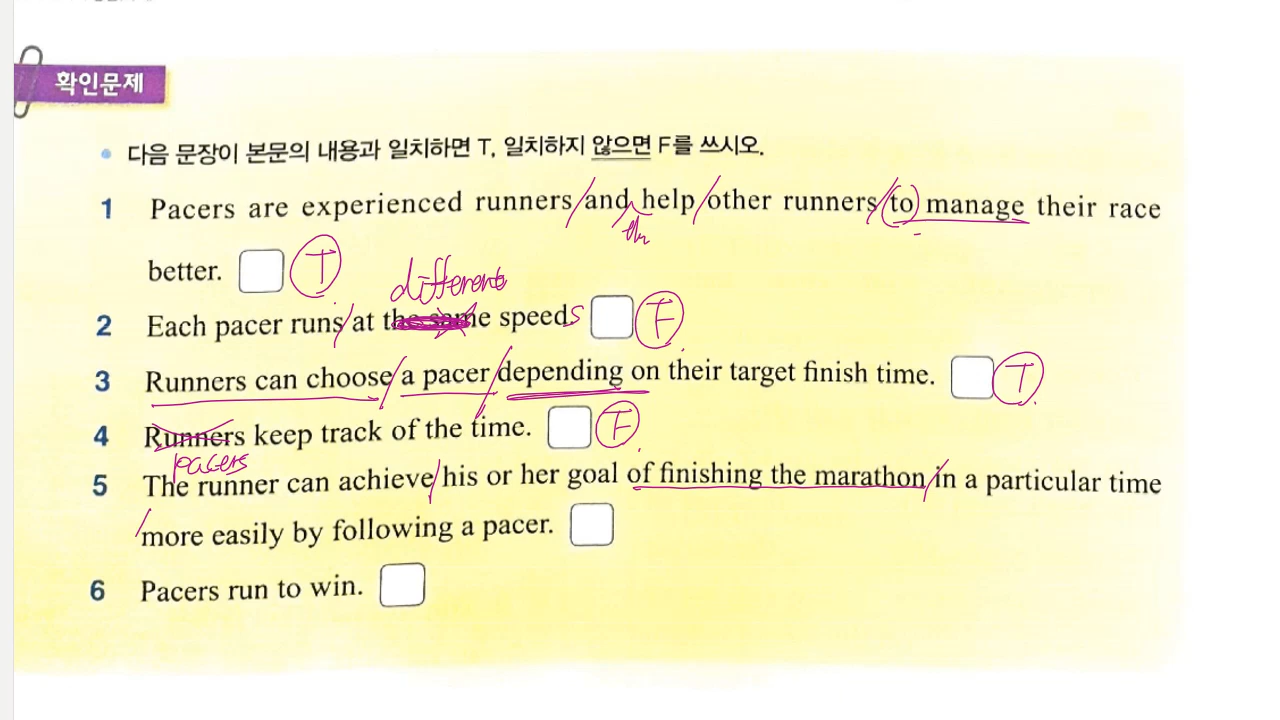 확인문제
다음 문장이 본문의 내용과 일치하면 T, 일치하지 않으면 F를 쓰시오.
1 Pacers are experienced runners / and help / other runners / (to) manage their race
better. T
different
2 Each pacer runs / at the same speeds F
3 Runners can choose / a pacer / depending on their target finish time. T
4 Runners keep track of the time. F
pacers
5 The runner can achieve / his or her goal of finishing the marathon / in a particular time
/ more easily by following a pacer.
6 Pacers run to win.